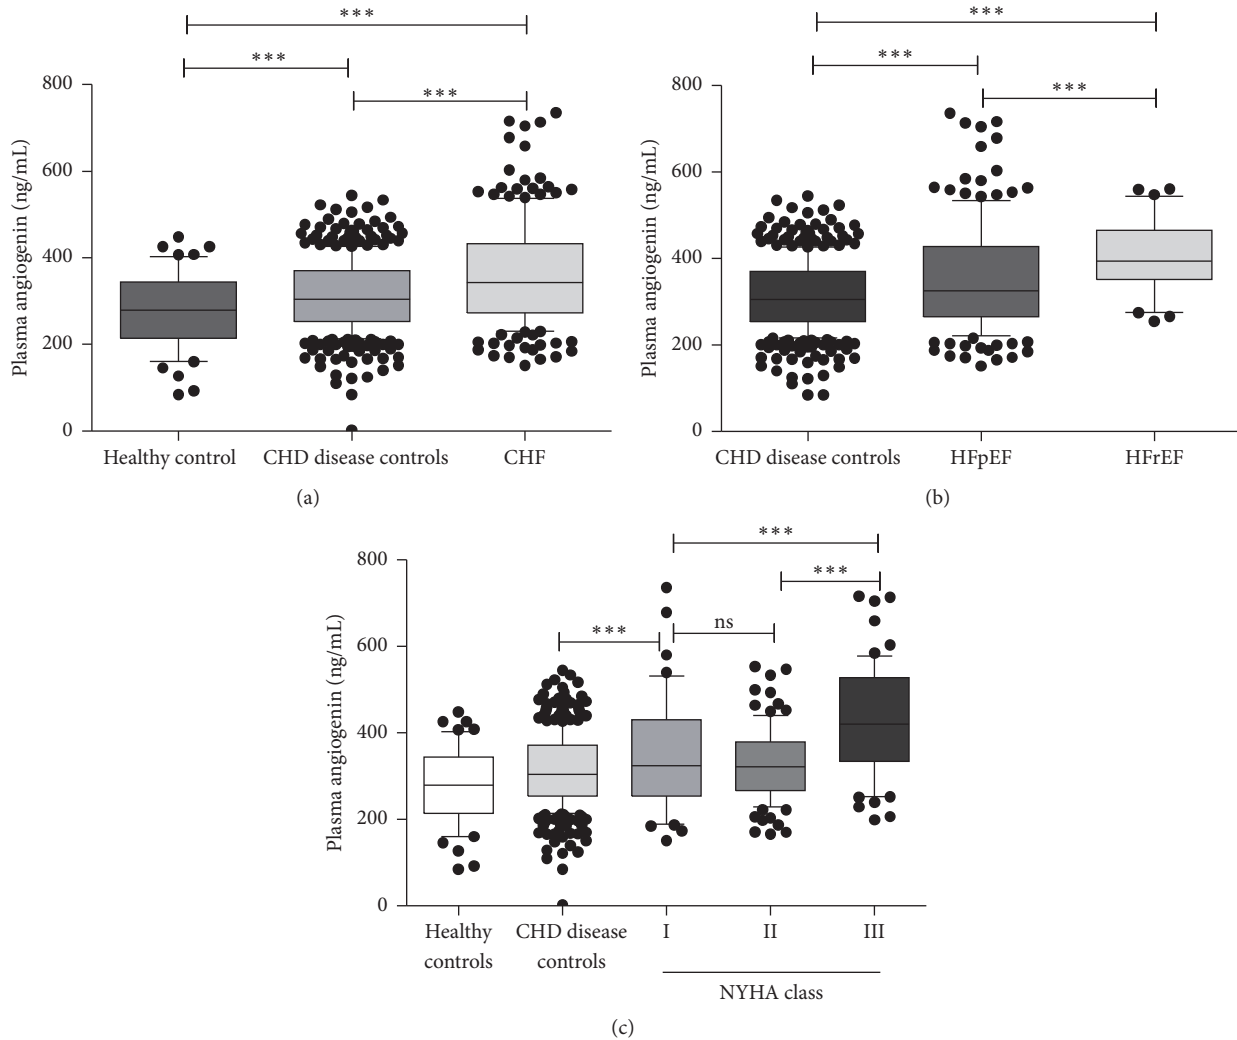 ***
***
***
800
600
400
200
0
Plasma angiogenin (ng/mL)
Healthy control
CHD disease controls
CHF
(a)
***
***
***
800
600
400
200
0
Plasma angiogenin (ng/mL)
CHD disease controls
HFpEF
HFrEF
(b)
***
***
***
ns
800
600
400
200
0
Plasma angiogenin (ng/mL)
Healthy
controls
CHD disease
controls
I
II
III
NYHA class
(c)